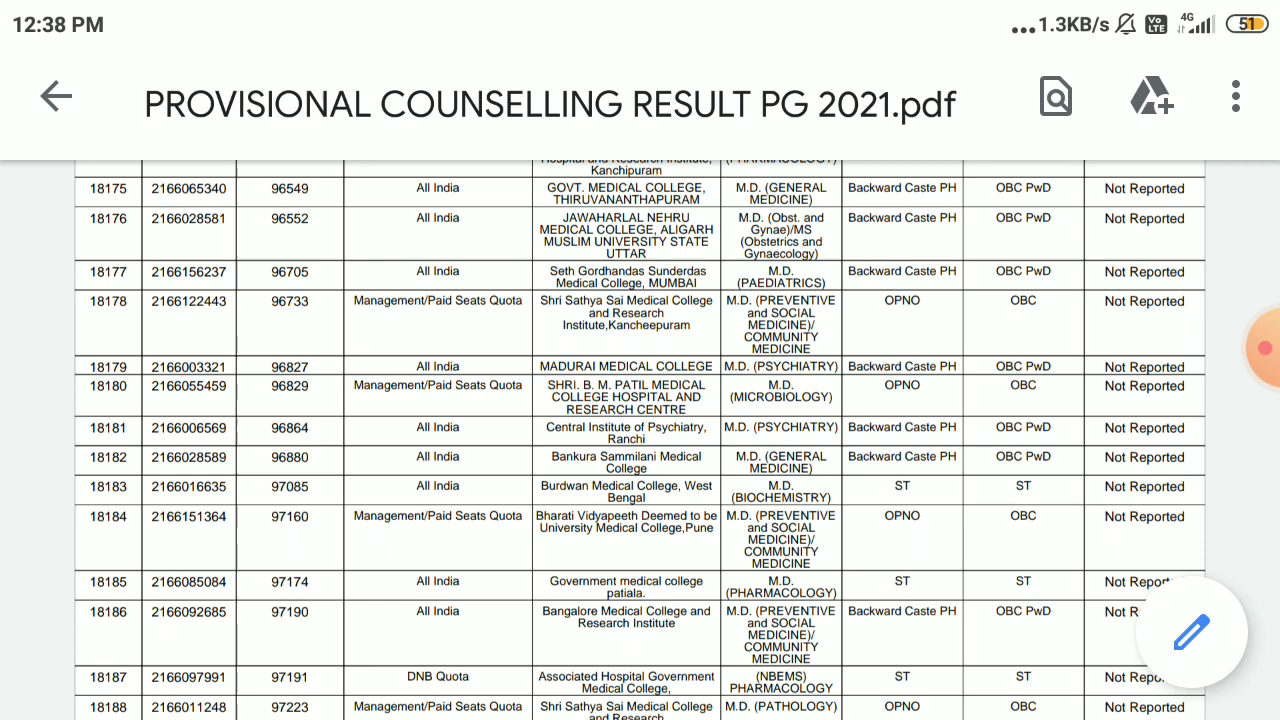 12:38 PM
1.3KB/s Vo LTE 4G 51
PROVISIONAL COUNSELLING RESULT PG 2021.pdf
Hospital and Research Institute, (PHARMACOLOGY)
Kanchipuram
18175 2166065340 96549 All India GOVT. MEDICAL COLLEGE, M.D. (GENERAL Backward Caste PH OBC PwD Not Reported
THIRUVANANTHAPURAM MEDICINE)
18176 2166028581 96552 All India JAWAHARLAL NEHRU M.D. (Obst. and Backward Caste PH OBC PwD Not Reported
MEDICAL COLLEGE, ALIGARH Gynae)/MS
MUSLIM UNIVERSITY STATE (Obstetrics and
UTTAR Gynaecology)
18177 2166156237 96705 All India Seth Gordhandas Sunderdas M.D. Backward Caste PH OBC PwD Not Reported
Medical College, MUMBAI (PAEDIATRICS)
18178 2166122443 96733 Management/Paid Seats Quota Shri Sathya Sai Medical College M.D. (PREVENTIVE OPNO OBC Not Reported
and Research and SOCIAL
Institute,Kancheepuram MEDICINE)/
COMMUNITY
MEDICINE
18179 2166003321 96827 All India MADURAI MEDICAL COLLEGE M.D. (PSYCHIATRY) Backward Caste PH OBC PwD Not Reported
18180 2166055459 96829 Management/Paid Seats Quota SHRI. B. M. PATIL MEDICAL M.D. OPNO OBC Not Reported
COLLEGE HOSPITAL AND (MICROBIOLOGY)
RESEARCH CENTRE
18181 2166006569 96864 All India Central Institute of Psychiatry, M.D. (PSYCHIATRY) Backward Caste PH OBC PwD Not Reported
Ranchi
18182 2166028589 96880 All India Bankura Sammilani Medical M.D. (GENERAL Backward Caste PH OBC PwD Not Reported
College MEDICINE)
18183 2166016635 97085 All India Burdwan Medical College, West M.D. ST ST Not Reported
Bengal (BIOCHEMISTRY)
18184 2166151364 97160 Management/Paid Seats Quota Bharati Vidyapeeth Deemed to be M.D. (PREVENTIVE OPNO OBC Not Reported
University Medical College,Pune and SOCIAL
MEDICINE)/
COMMUNITY
MEDICINE
18185 2166085084 97174 All India Government medical college M.D. ST ST Not
patiala. (PHARMACOLOGY)
18186 2166092685 97190 All India Bangalore Medical College and M.D. (PREVENTIVE Backward Caste PH OBC PwD Not
Research Institute and SOCIAL
MEDICINE)/
COMMUNITY
MEDICINE
18187 2166097991 97191 DNB Quota Associated Hospital Government (NBEMS) ST ST Not
Medical College, PHARMACOLOGY
18188 2166011248 97223 Management/Paid Seats Quota Shri Sathya Sai Medical College M.D. (PATHOLOGY) OPNO OBC Not Reported
and Research